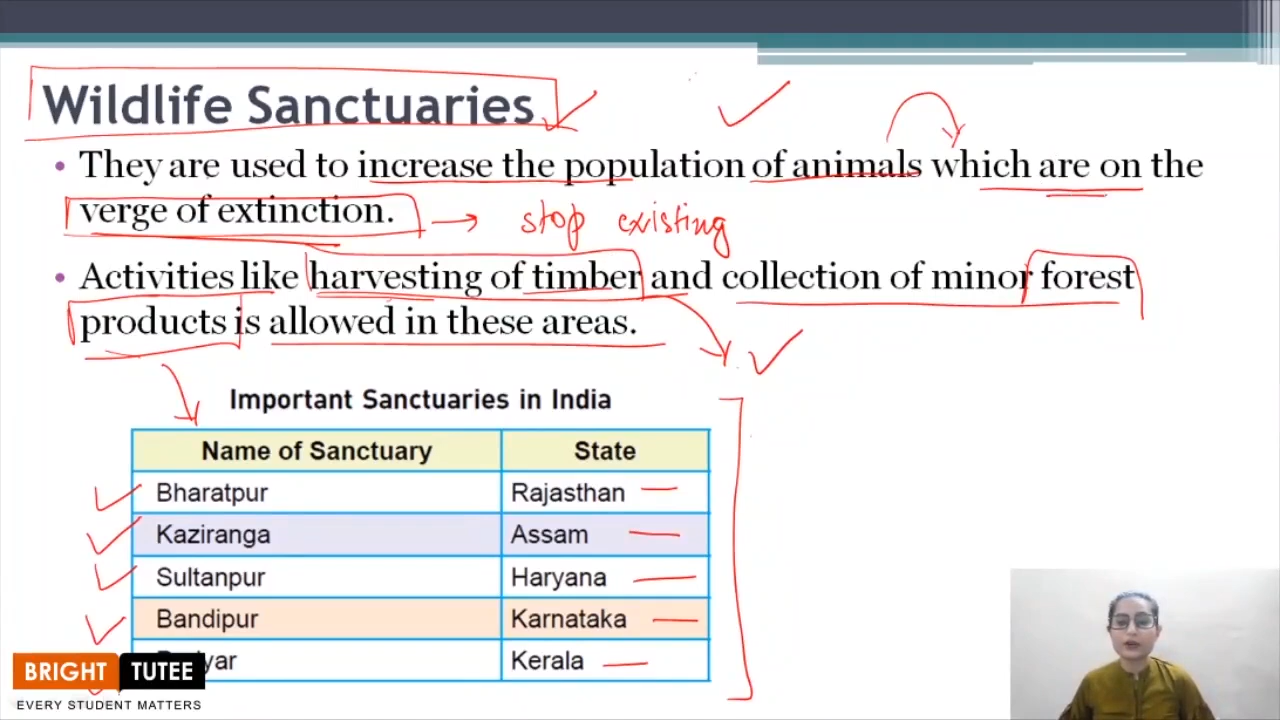 Wildlife Sanctuaries
• They are used to increase the population of animals which are on the
verge of extinction. → stop existing
• Activities like harvesting of timber and collection of minor forest
products is allowed in these areas.
Important Sanctuaries in India
Name of Sanctuary State
Bharatpur Rajasthan
Kaziranga Assam
Sultanpur Haryana
Bandipur Karnataka
Kerala
BRIGHT TUTEE
EVERY STUDENT MATTERS